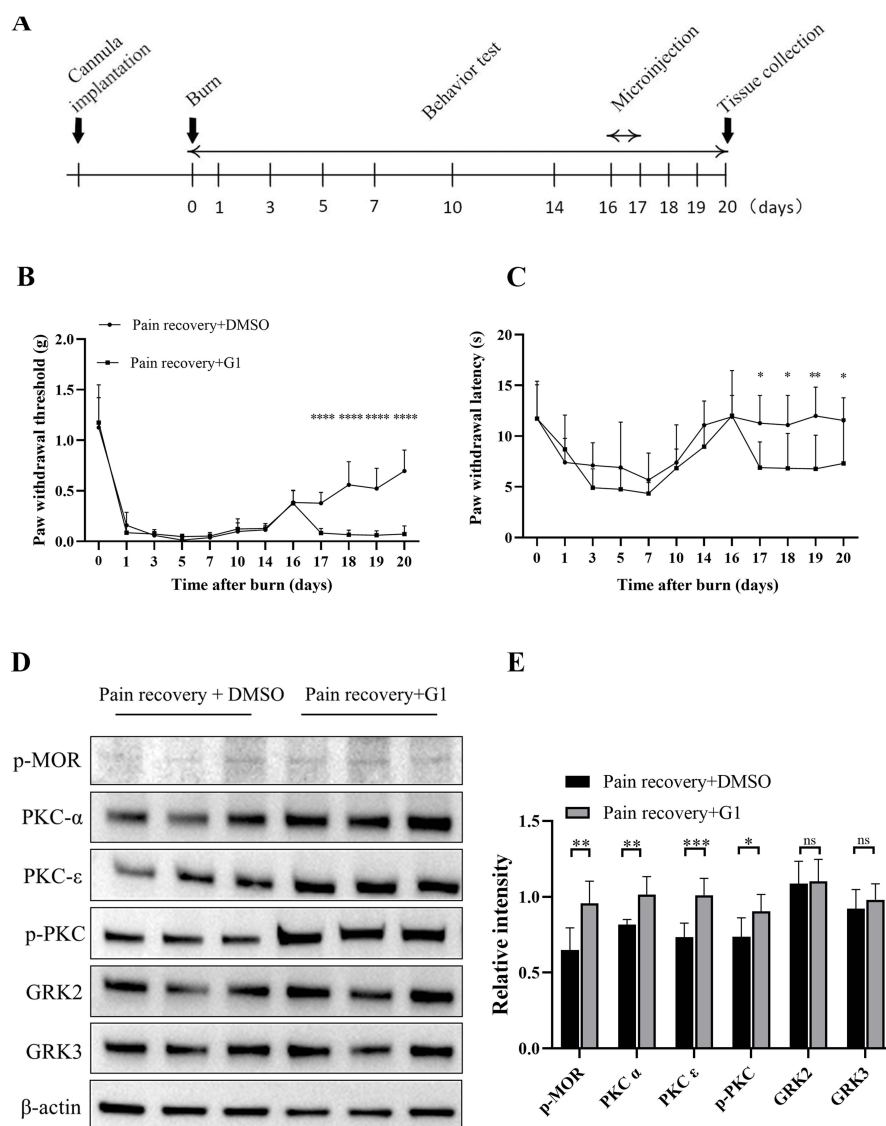 A
Cannula
implantation
Burn
Behavior test
Microinjection
Tissue collection
0 1 3 5 7 10 14 16 17 18 19 20 (days)
B
Pain recovery+DMSO
Pain recovery+G1
Paw withdrawal threshold (g)
2.0
1.5
1.0
0.5
0.0
**** **** **** ****
0 1 3 5 7 10 14 16 17 18 19 20
Time after burn (days)
C
Paw withdrawal latency (s)
20
15
10
5
0
* * ** *
0 1 3 5 7 10 14 16 17 18 19 20
Time after burn (days)
D
Pain recovery + DMSO Pain recovery+G1
p-MOR
PKC-α
PKC-ε
p-PKC
GRK2
GRK3
β-actin
E
Pain recovery+DMSO
Pain recovery+G1
Relative intensity
1.5
1.0
0.5
0.0
** ** *** * ns ns
p-MOR
PKC α
PKC ε
p-PKC
GRK2
GRK3